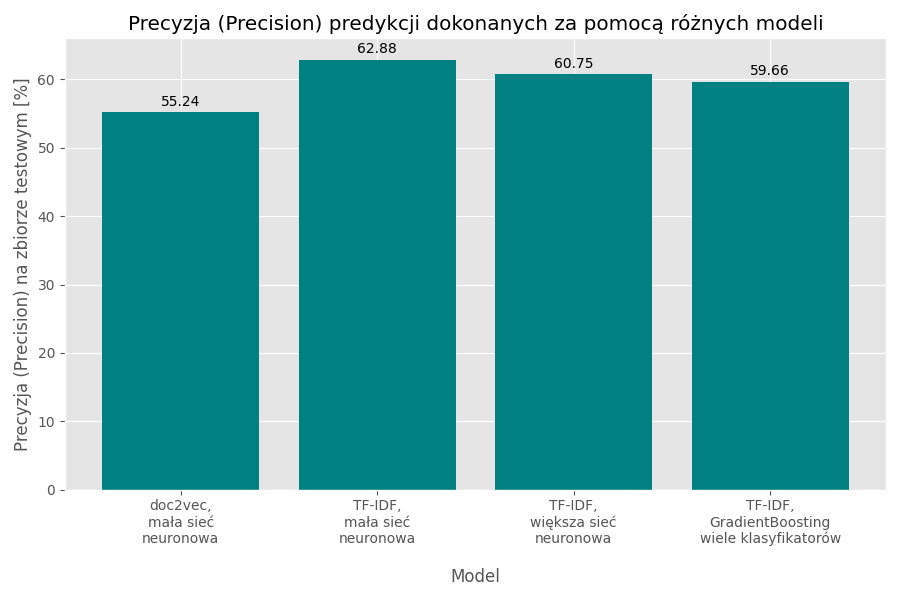 Precyzja (Precision) predykcji dokonanych za pomocą różnych modeli
Precyzja (Precision) na zbiorze testowym [%]
60
50
40
30
20
10
0
55.24
62.88
60.75
59.66
doc2vec,
mała sieć
neuronowa
TF-IDF,
mała sieć
neuronowa
TF-IDF,
większa sieć
neuronowa
TF-IDF,
GradientBoosting
wiele klasyfikatorów
Model